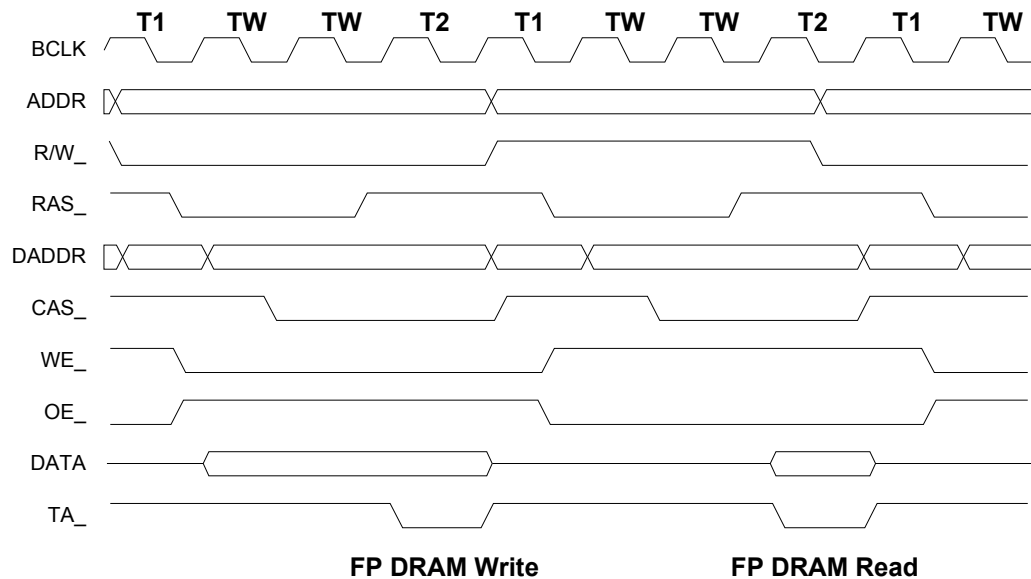 T1 TW TW T2 T1 TW TW T2 T1 TW
BCLK
ADDR
R/W_
RAS_
DADDR
CAS_
WE_
OE_
DATA
TA_
FP DRAM Write FP DRAM Read